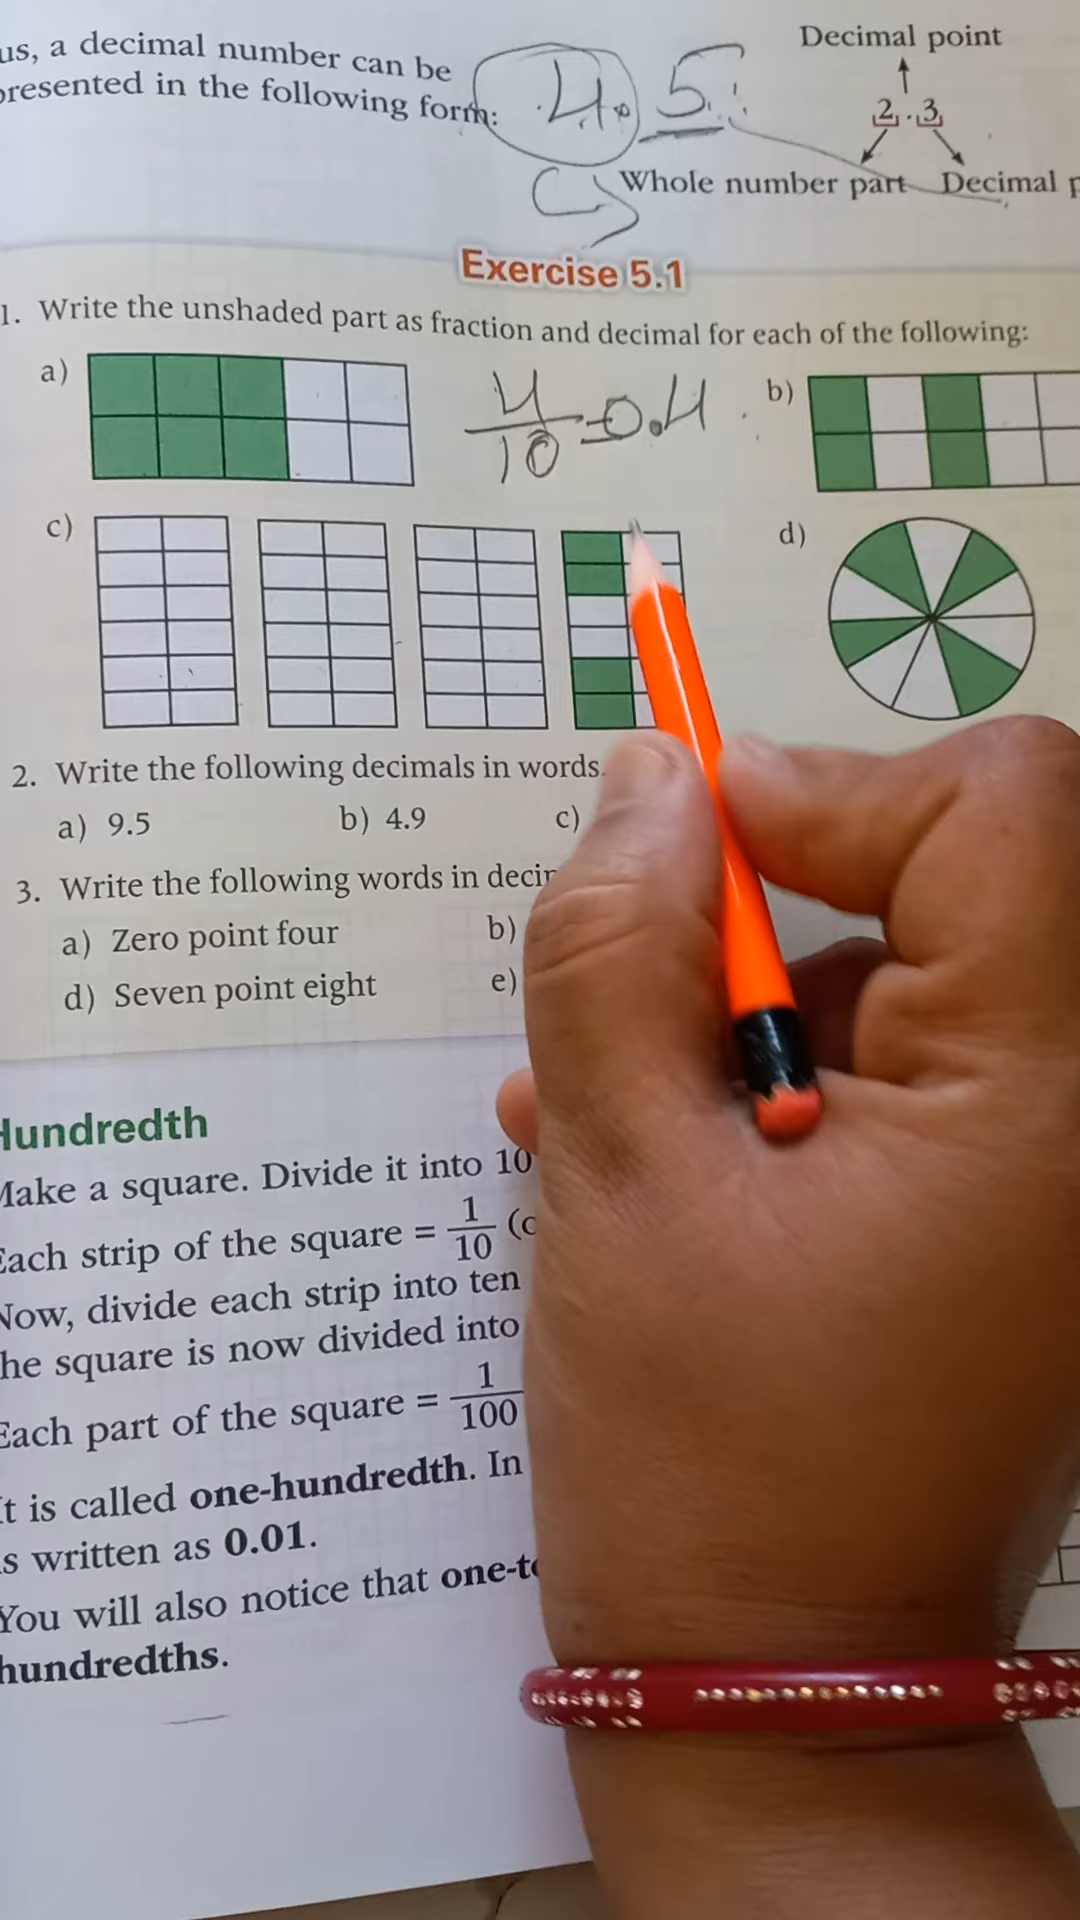 us, a decimal number can be
presented in the following form:
4.5
Decimal point
2.3
Whole number part Decimal p
Exercise 5.1
1. Write the unshaded part as fraction and decimal for each of the following:
a)
4/10 = 0.4
b)
c)
d)
2. Write the following decimals in words.
a) 9.5 b) 4.9 c)
3. Write the following words in decim
a) Zero point four b)
d) Seven point eight e)
Hundredth
Make a square. Divide it into 10
Each strip of the square = 1/10 (o
Now, divide each strip into ten
he square is now divided into
Each part of the square = 1/100
It is called one-hundredth. In
s written as 0.01.
You will also notice that one-te
hundredths.